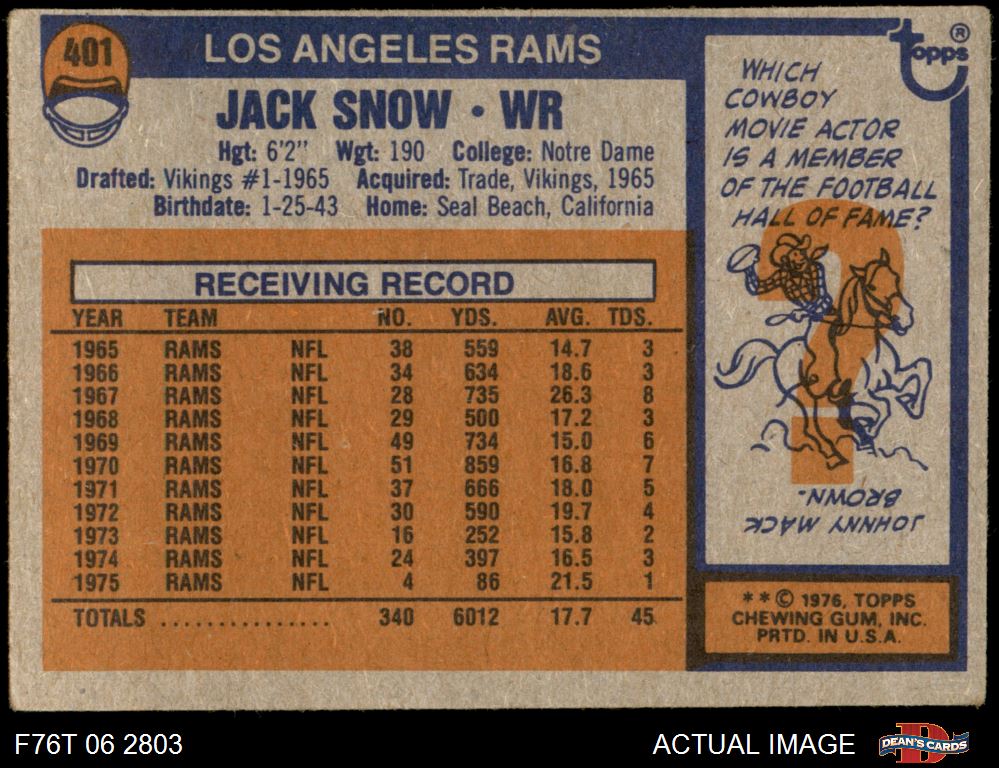 401
LOS ANGELES RAMS
JACK SNOW • WR
Hgt: 6'2" Wgt: 190 College: Notre Dame
Drafted: Vikings #1-1965 Acquired: Trade, Vikings, 1965
Birthdate: 1-25-43 Home: Seal Beach, California
RECEIVING RECORD
YEAR TEAM NO. YDS. AVG. TDS.
1965 RAMS NFL 38 559 14.7 3
1966 RAMS NFL 34 634 18.6 3
1967 RAMS NFL 28 735 26.3 8
1968 RAMS NFL 29 500 17.2 3
1969 RAMS NFL 49 734 15.0 6
1970 RAMS NFL 51 859 16.8 7
1971 RAMS NFL 37 666 18.0 5
1972 RAMS NFL 30 590 19.7 4
1973 RAMS NFL 16 252 15.8 2
1974 RAMS NFL 24 397 16.5 3
1975 RAMS NFL 4 86 21.5 1
TOTALS ............... 340 6012 17.7 45
Topps ®
WHICH
COWBOY
MOVIE ACTOR
IS A MEMBER
OF THE FOOTBALL
HALL OF FAME?
?
JOHNNY MACK
BROWN.
** © 1976, TOPPS
CHEWING GUM, INC.
PRTD. IN U.S.A.
F76T 06 2803
ACTUAL IMAGE
D
DEAN'S CARDS